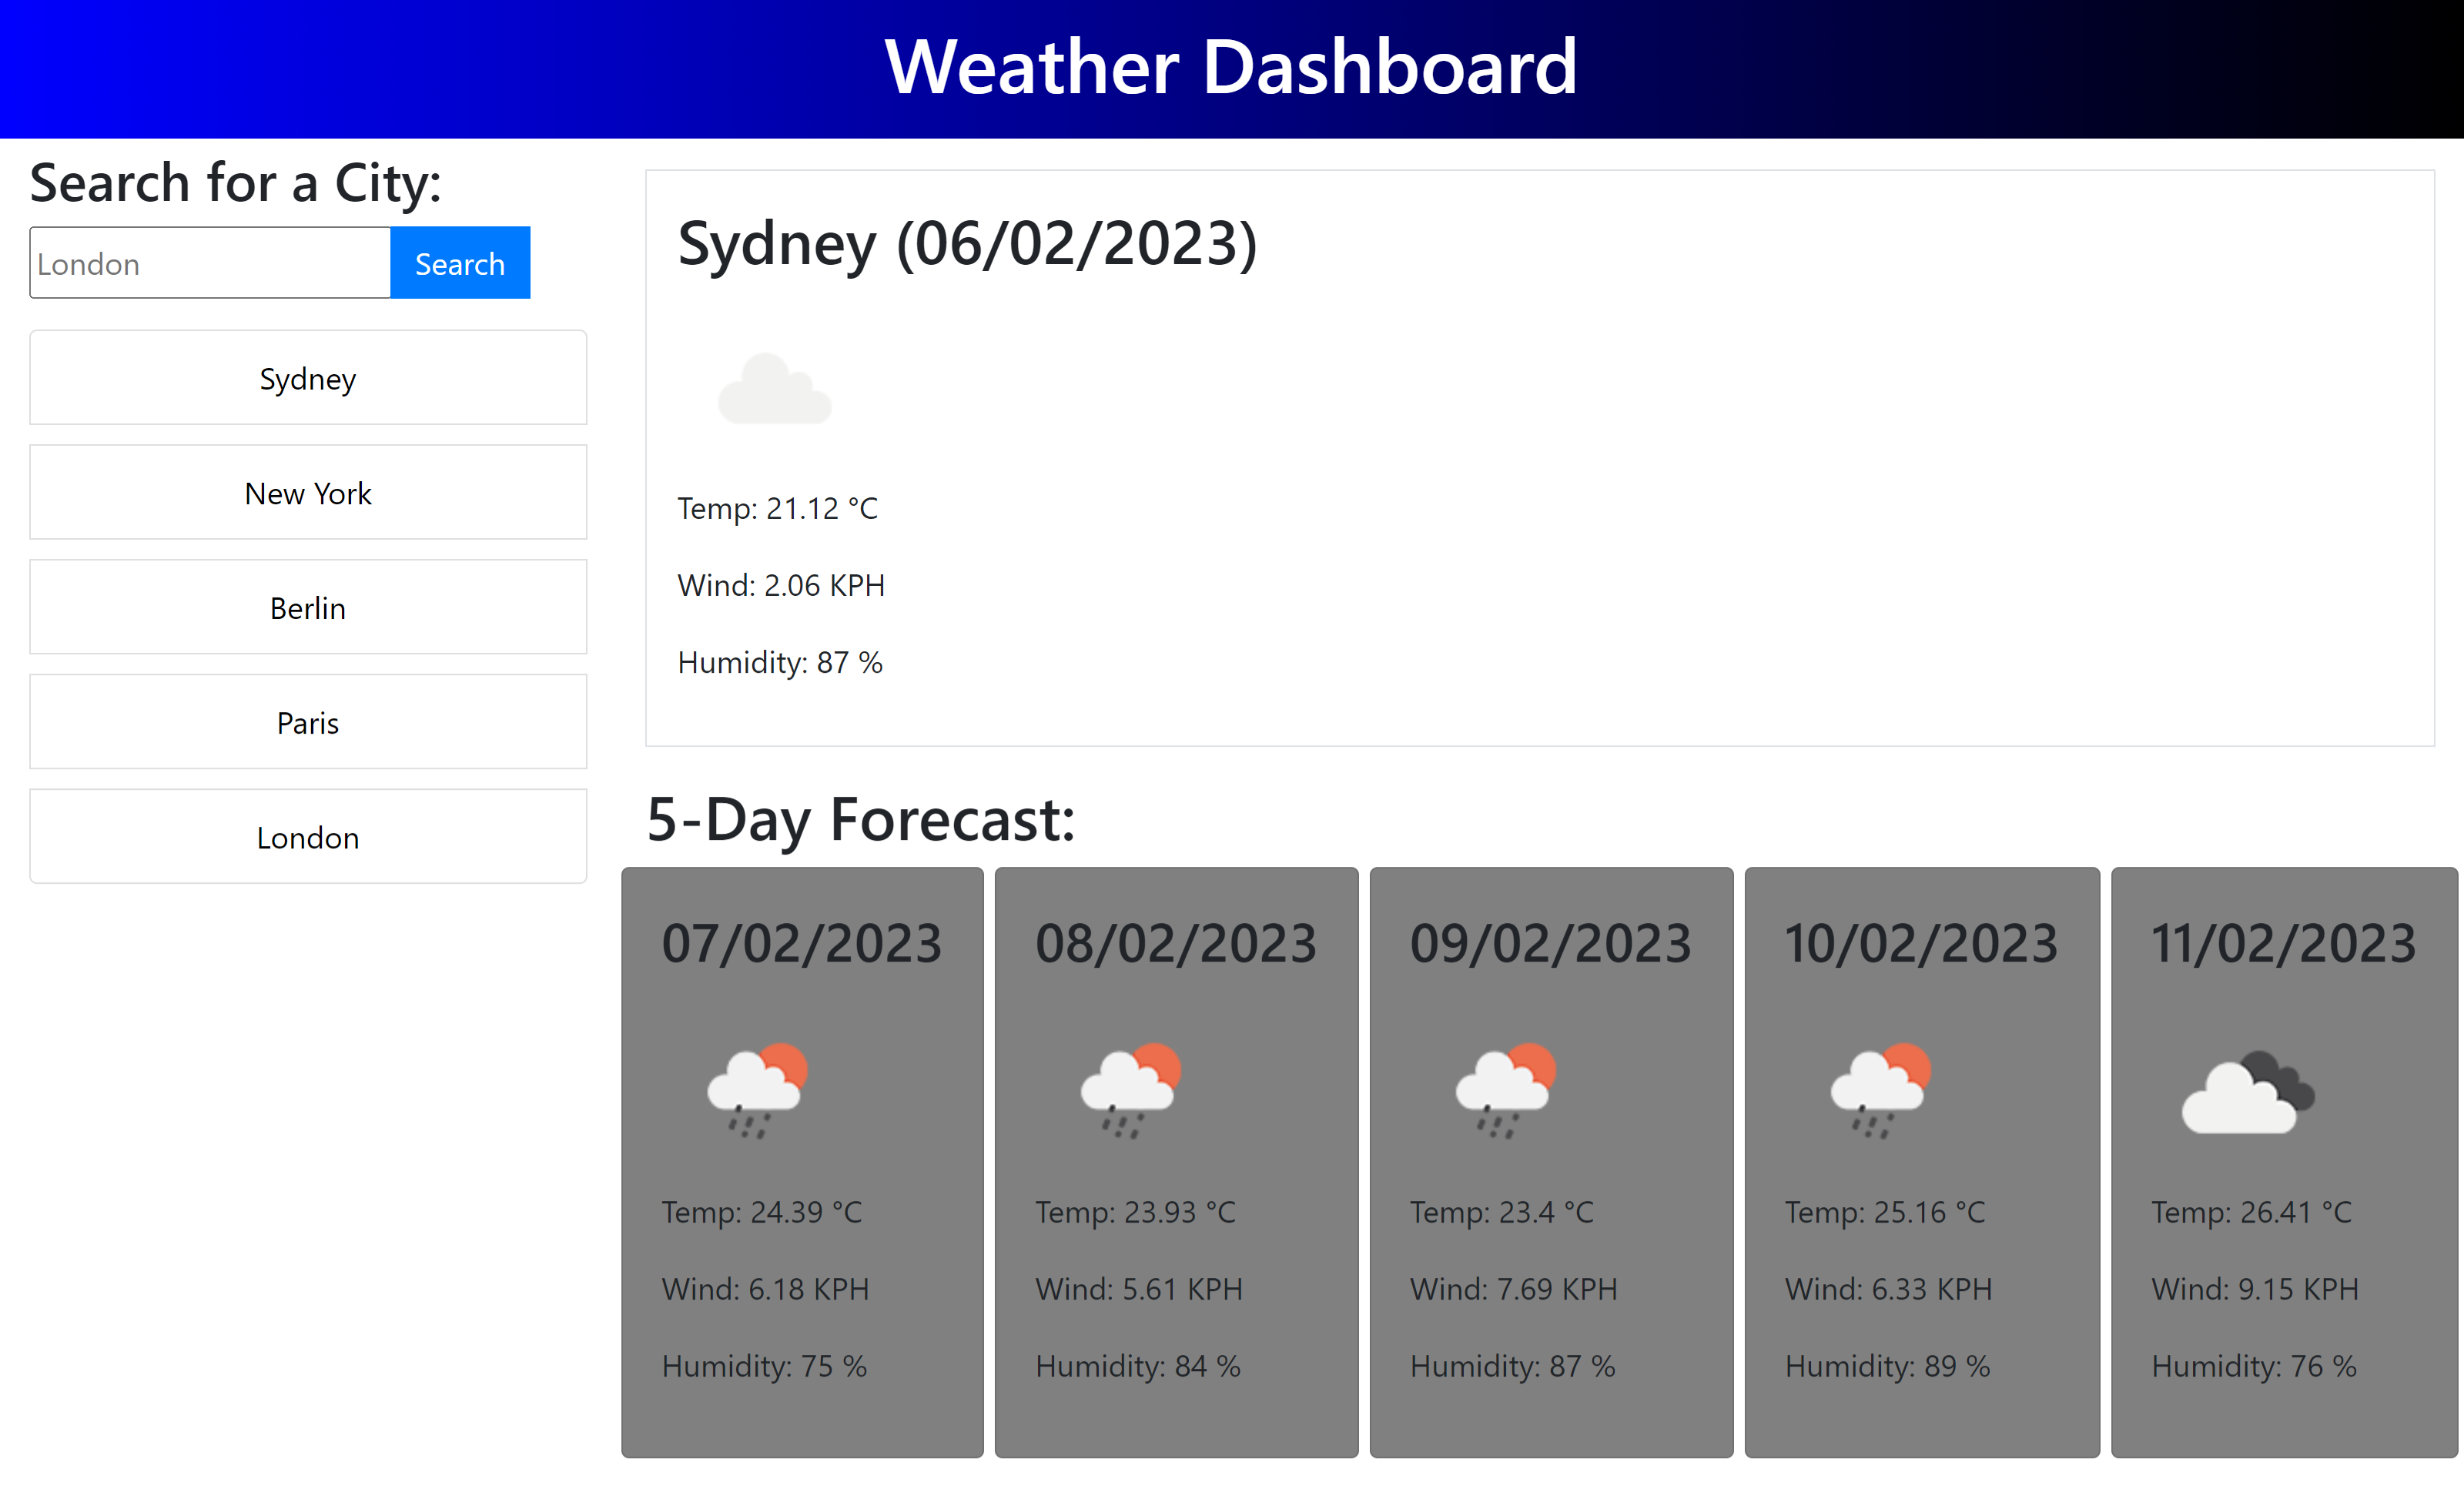 Weather Dashboard
Search for a City:
London
Search
Sydney
New York
Berlin
Paris
London
Sydney (06/02/2023)
Temp: 21.12 °C
Wind: 2.06 KPH
Humidity: 87 %
5-Day Forecast:
07/02/2023
Temp: 24.39 °C
Wind: 6.18 KPH
Humidity: 75 %
08/02/2023
Temp: 23.93 °C
Wind: 5.61 KPH
Humidity: 84 %
09/02/2023
Temp: 23.4 °C
Wind: 7.69 KPH
Humidity: 87 %
10/02/2023
Temp: 25.16 °C
Wind: 6.33 KPH
Humidity: 89 %
11/02/2023
Temp: 26.41 °C
Wind: 9.15 KPH
Humidity: 76 %